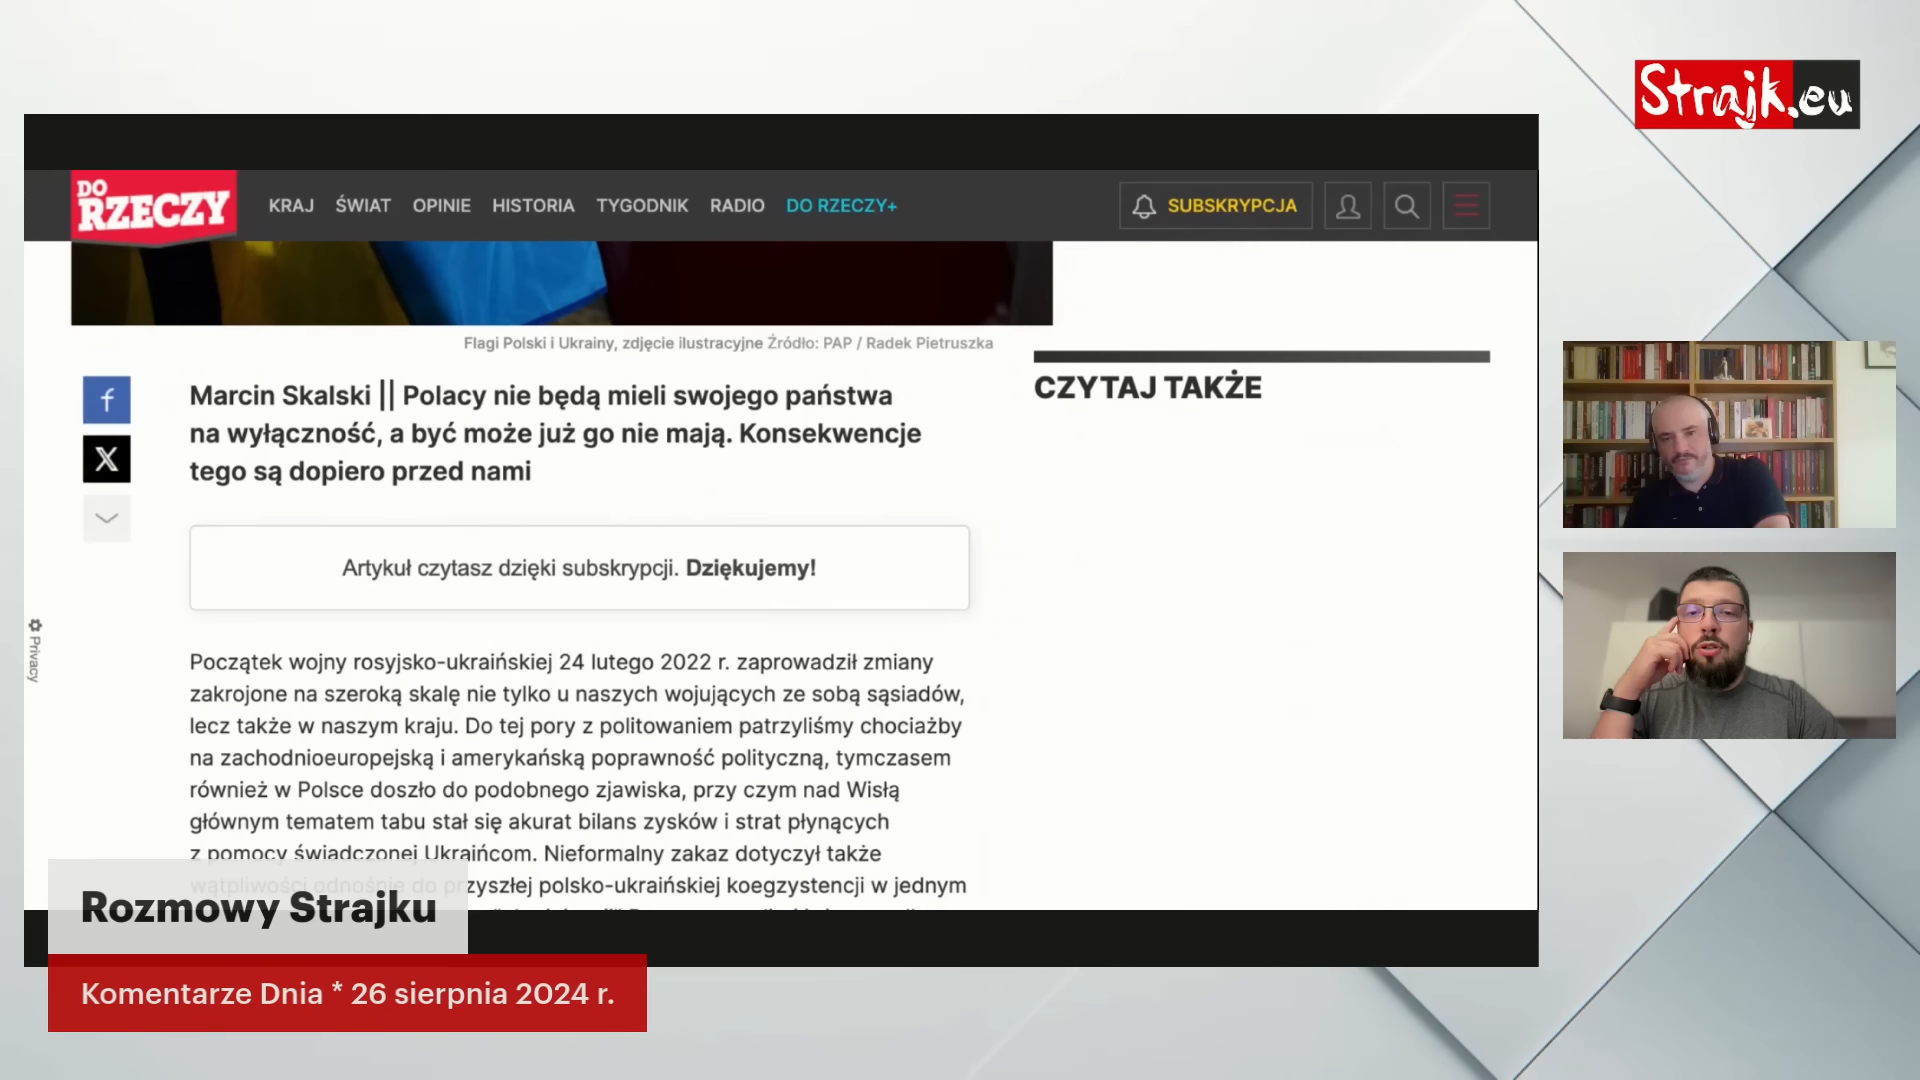 Strajk.eu
DO RZECZY
KRAJ ŚWIAT OPINIE HISTORIA TYGODNIK RADIO DO RZECZY+
SUBSKRYPCJA
Flagi Polski i Ukrainy, zdjęcie ilustracyjne Źródło: PAP / Radek Pietruszka
Marcin Skalski || Polacy nie będą mieli swojego państwa
na wyłączność, a być może już go nie mają. Konsekwencje
tego są dopiero przed nami
CZYTAJ TAKŻE
Artykuł czytasz dzięki subskrypcji. Dziękujemy!
Privacy
Początek wojny rosyjsko-ukraińskiej 24 lutego 2022 r. zaprowadził zmiany
zakrojone na szeroką skalę nie tylko u naszych wojujących ze sobą sąsiadów,
lecz także w naszym kraju. Do tej pory z politowaniem patrzyliśmy chociażby
na zachodnioeuropejską i amerykańską poprawność polityczną, tymczasem
również w Polsce doszło do podobnego zjawiska, przy czym nad Wisłą
głównym tematem tabu stał się akurat bilans zysków i strat płynących
z pomocy świadczonej Ukraińcom. Nieformalny zakaz dotyczył także
wątpliwości odnośnie do przyszłej polsko-ukraińskiej koegzystencji w jednym
Rozmowy Strajku
Komentarze Dnia * 26 sierpnia 2024 r.